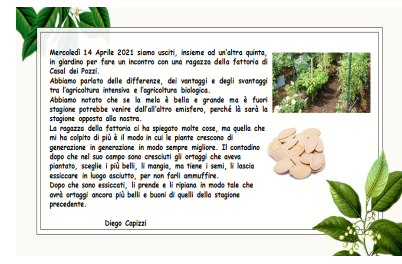 Mercoledì 14 Aprile 2021 siamo usciti, insieme ad un'altra quinta,
in giardino per fare un incontro con una ragazza della fattoria di
Casal dei Pozzi.
Abbiamo parlato delle differenze, dei vantaggi e degli svantaggi
tra l'agricoltura intensiva e l'agricoltura biologica.
Abbiamo notato che se la mela è bella e grande ma è fuori
stagione potrebbe venire dall'all'altro emisfero, perché là sarà la
stagione opposta alla nostra.
La ragazza della fattoria ci ha spiegato molte cose, ma quella che
mi ha colpito di più è il modo in cui le piante crescono di
generazione in generazione in modo sempre migliore. Il contadino
dopo che nel suo campo sono cresciuti gli ortaggi che aveva
piantato, sceglie i più belli, li mangia, ma tiene i semi, li lascia
essiccare in luogo asciutto, per non farli ammuffire.
Dopo che sono essiccati, li prende e li ripiana in modo tale che
avrà ortaggi ancora più belli e buoni di quelli della stagione
precedente.
Diego Capizzi